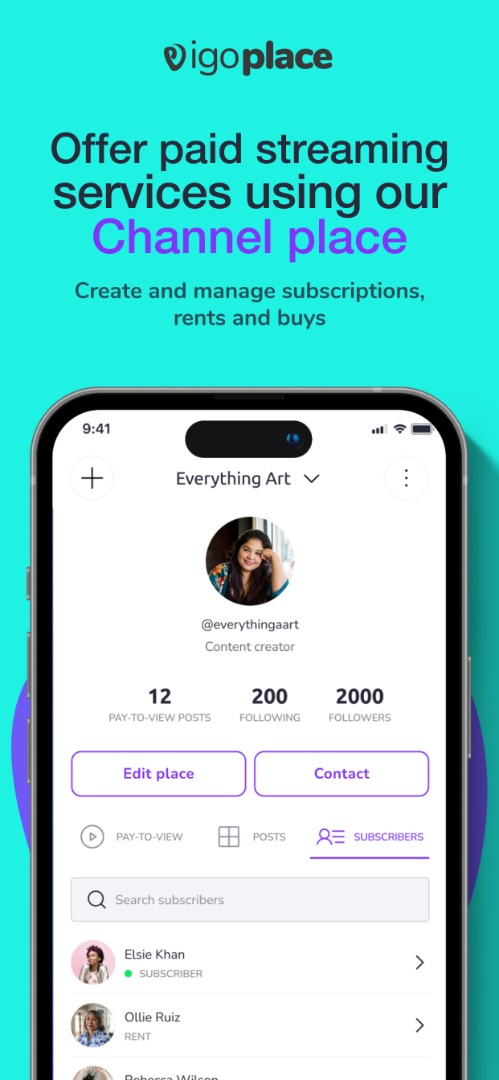 vigoplace
Offer paid streaming
services using our
Channel place
Create and manage subscriptions,
rents and buys
9:41
Everything Art
@everythingaart
Content creator
12 200 2000
PAY-TO-VIEW POSTS FOLLOWING FOLLOWERS
Edit place Contact
PAY-TO-VIEW POSTS SUBSCRIBERS
Search subscribers
Elsie Khan
SUBSCRIBER
Ollie Ruiz
RENT
Rebecca Wilson